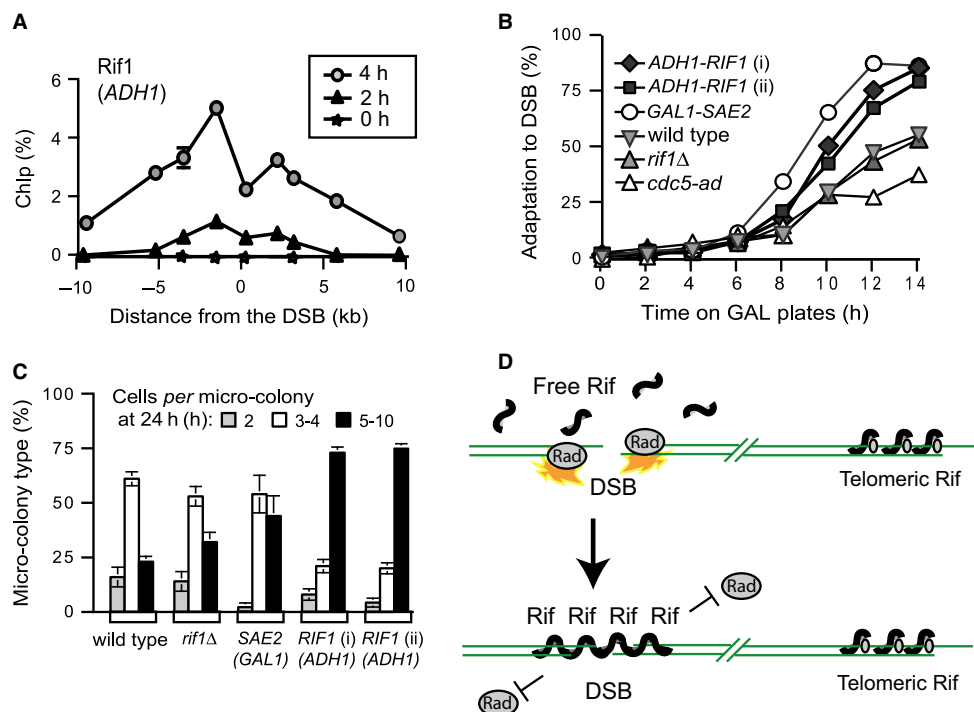 A
Rif1
(ADH1)
4 h
2 h
0 h
ChIp (%)
6
4
2
0
−10
−5
0
5
10
Distance from the DSB (kb)
B
Adaptation to DSB (%)
100
75
50
25
0
ADH1-RIF1 (i)
ADH1-RIF1 (ii)
GAL1-SAE2
wild type
rif1Δ
cdc5-ad
0 2 4 6 8 10 12 14
Time on GAL plates (h)
C
Micro-colony type (%)
100
75
50
25
0
Cells per micro-colony
at 24 h (h): 2 3-4 5-10
wild type rif1Δ SAE2 RIF1 (i) RIF1 (ii)
(GAL1) (ADH1) (ADH1)
D
Free Rif
Rad Rad
DSB
Telomeric Rif
Rif Rif Rif Rif
Rad
Rad
DSB
Telomeric Rif